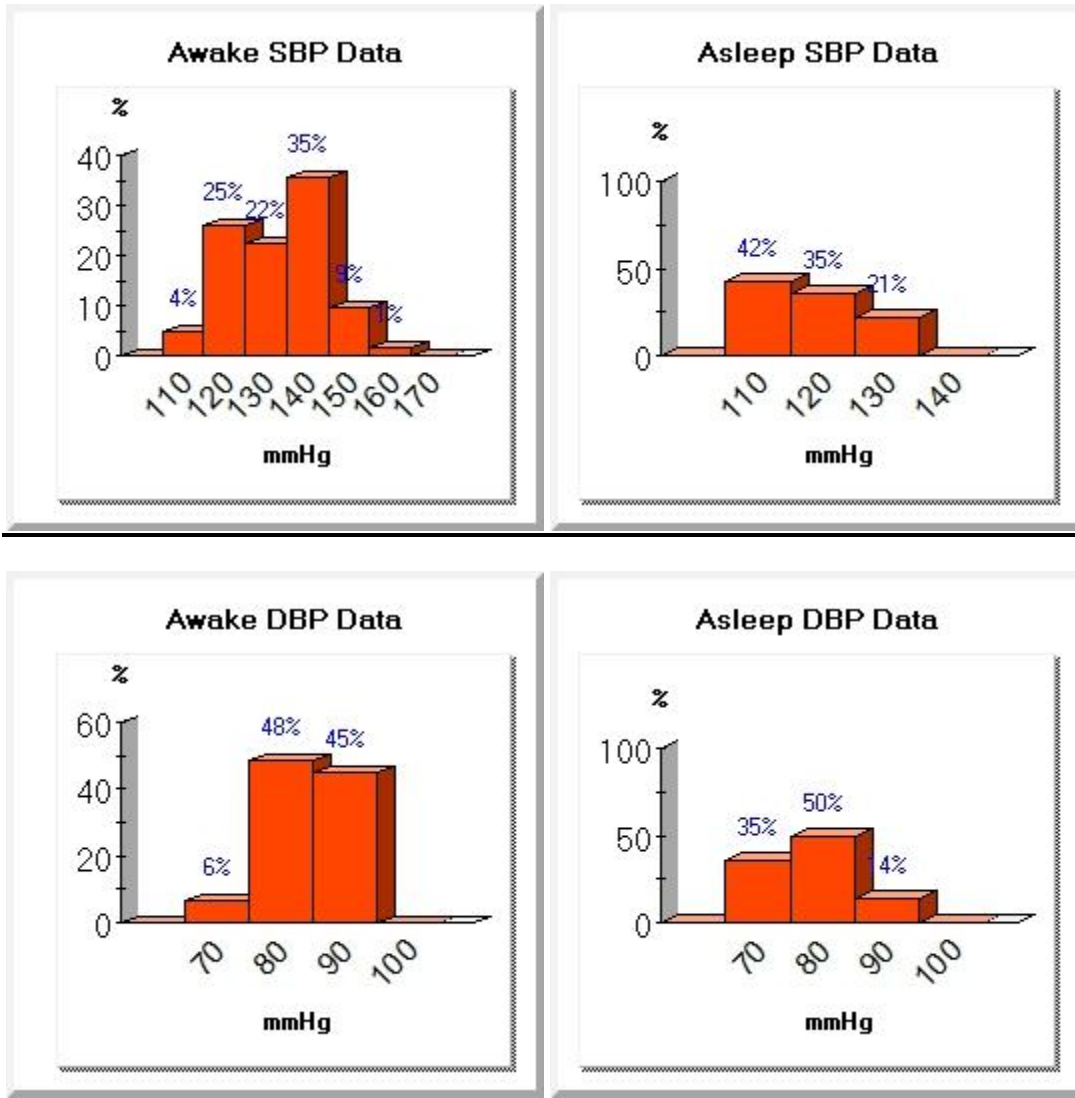 Awake SBP Data
%
35%
25%
22%
9%
4%
1%
40
30
20
10
0
110 120 130 140 150 160 170
mmHg
Asleep SBP Data
%
42%
35%
21%
100
50
0
110 120 130 140
mmHg
Awake DBP Data
%
48%
45%
6%
60
40
20
0
70 80 90 100
mmHg
Asleep DBP Data
%
50%
35%
14%
100
50
0
70 80 90 100
mmHg